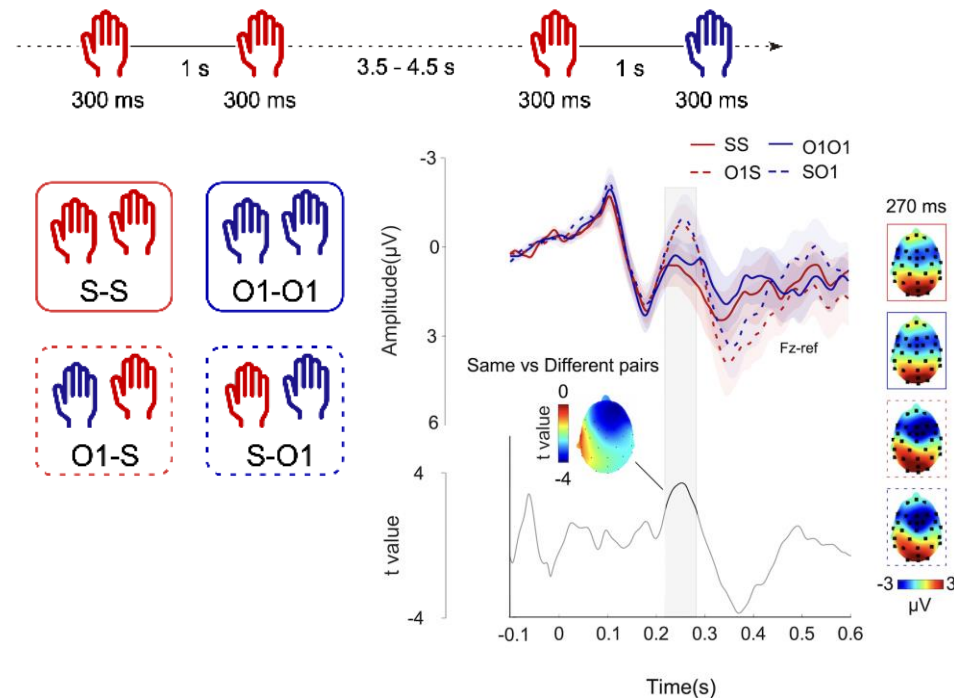 1 s
3.5 - 4.5 s
1 s
300 ms
300 ms
300 ms
300 ms
S-S
O1-O1
O1-S
S-O1
SS
O1O1
O1S
SO1
-3
0
3
6
Amplitude(µV)
Fz-ref
270 ms
-3
3
µV
Same vs Different pairs
0
-4
t value
4
-4
t value
-0.1
0
0.1
0.2
0.3
0.4
0.5
0.6
Time(s)